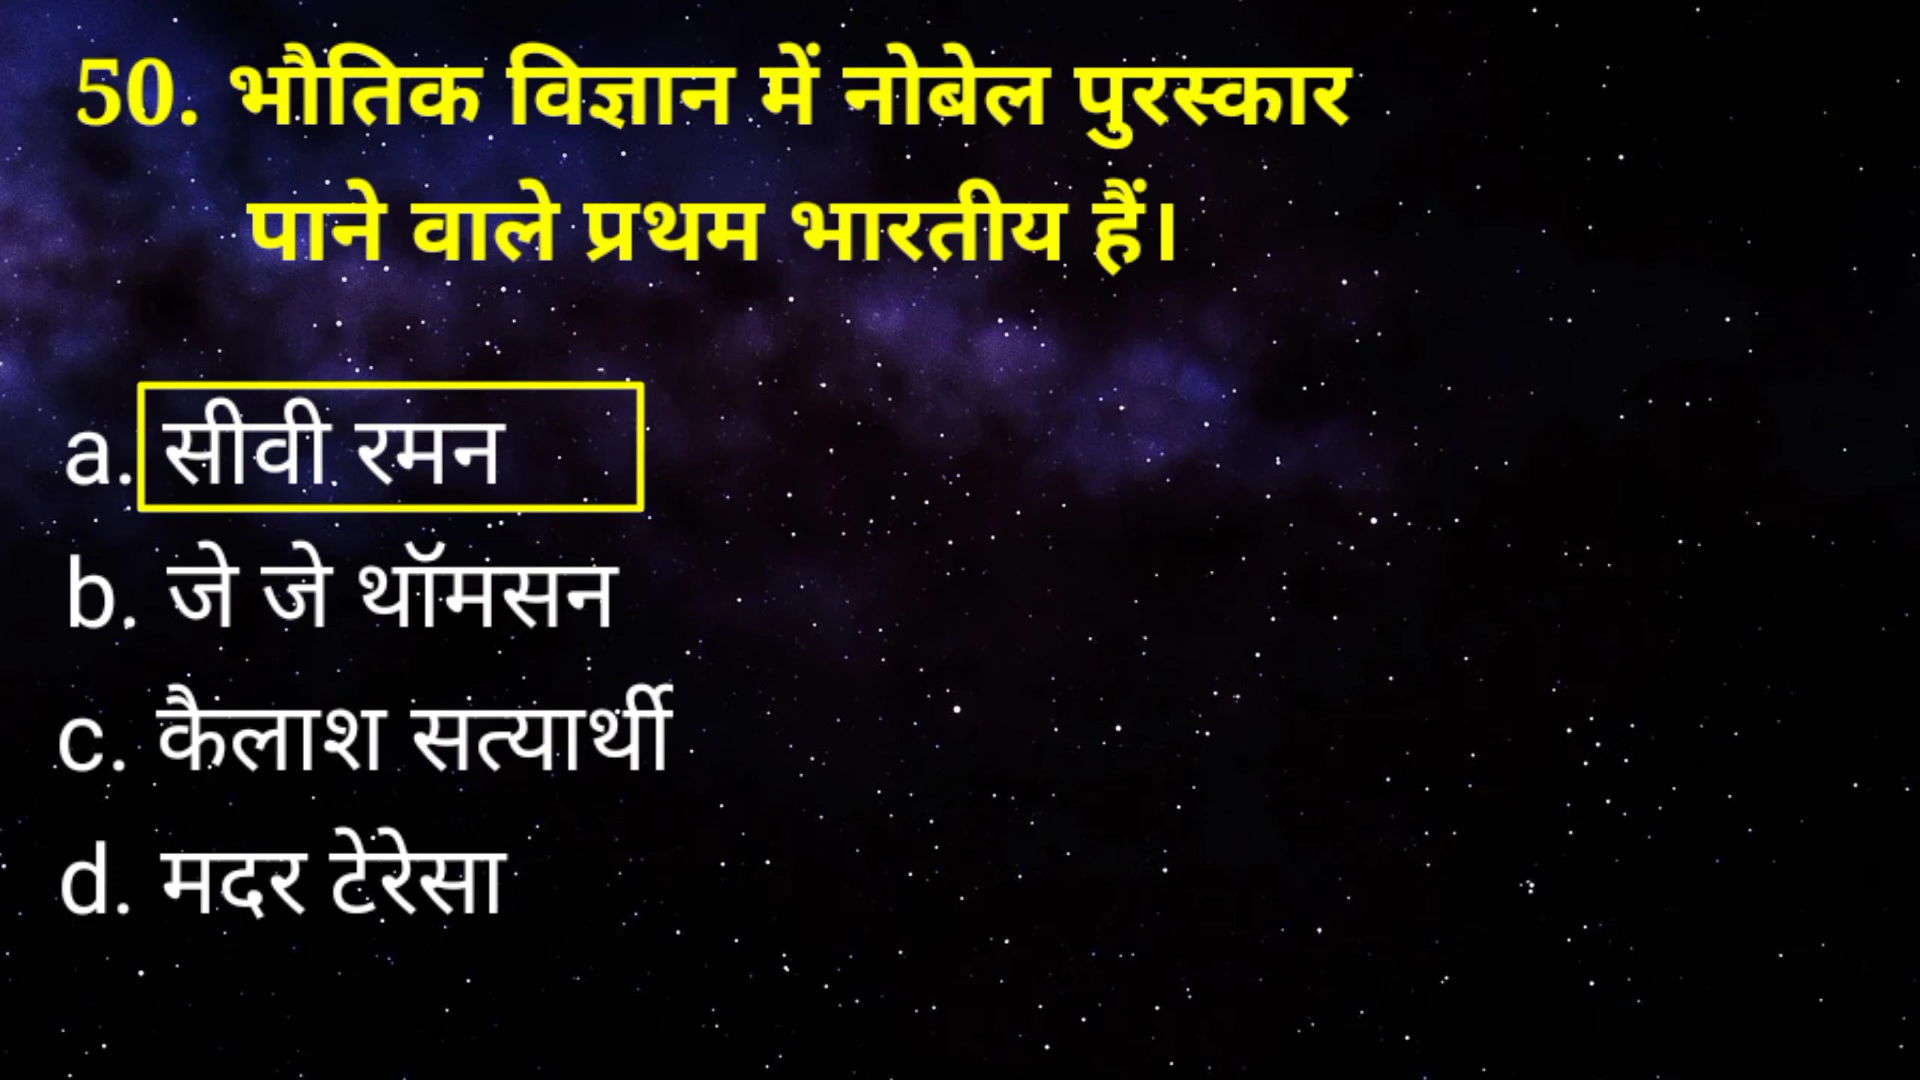 50. भौतिक विज्ञान में नोबेल पुरस्कार
पाने वाले प्रथम भारतीय हैं।
a. सीवी रमन
b. जे जे थॉमसन
c. कैलाश सत्यार्थी
d. मदर टेरेसा